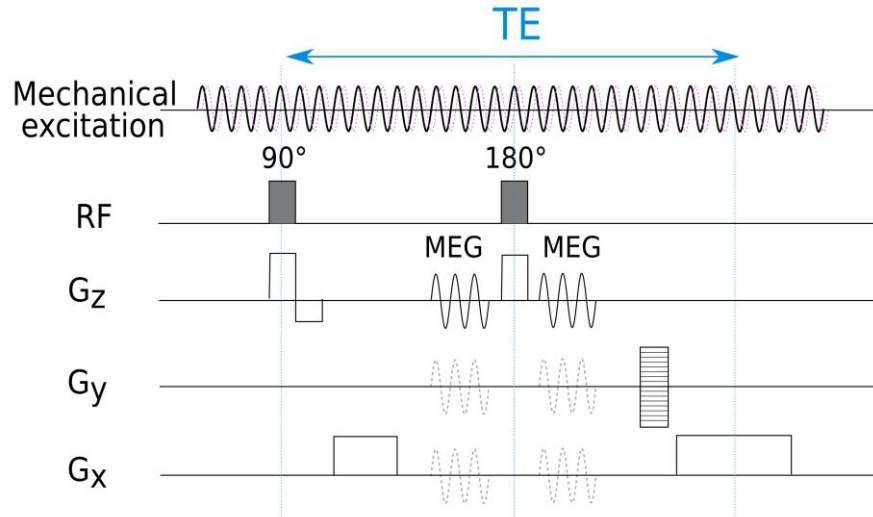 TE
Mechanical
excitation
90° 180°
RF
MEG MEG
Gz
Gy
Gx